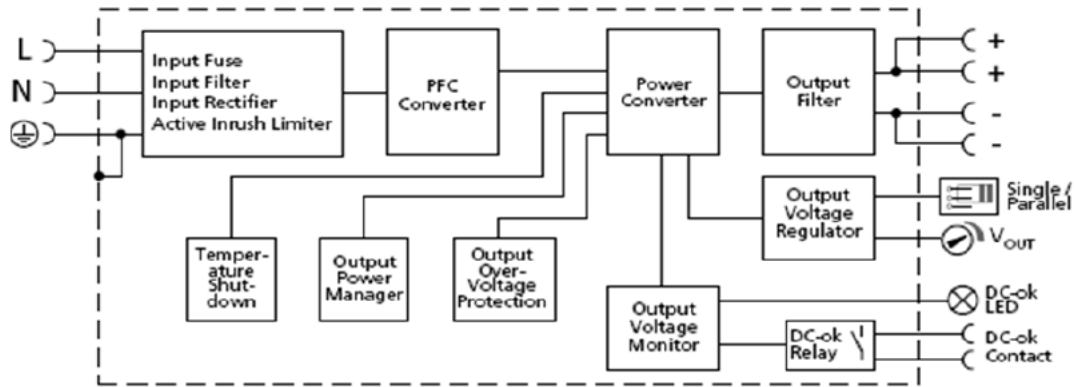 L
N
Input Fuse
Input Filter
Input Rectifier
Active Inrush Limiter
PFC
Converter
Power
Converter
Output
Filter
+
+
-
-
Temper-
ature
Shut-
down
Output
Power
Manager
Output
Over-
Voltage
Protection
Output
Voltage
Regulator
Single /
Parallel
VOUT
Output
Voltage
Monitor
DC-ok
LED
DC-ok
Relay
DC-ok
Contact